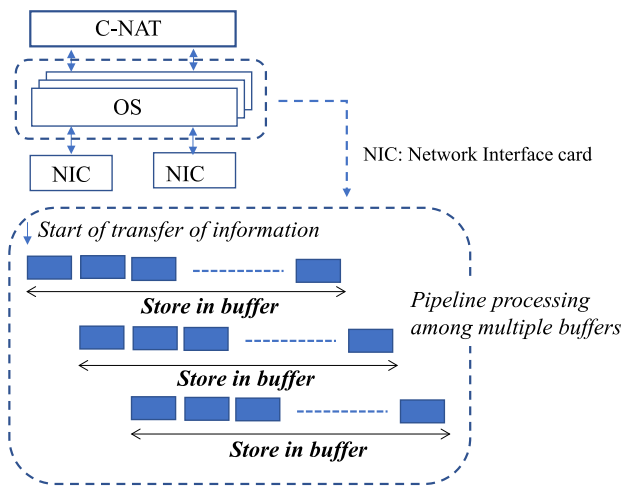 C-NAT
OS
NIC
NIC
NIC: Network Interface card
Start of transfer of information
Store in buffer
Pipeline processing
among multiple buffers
Store in buffer
Store in buffer